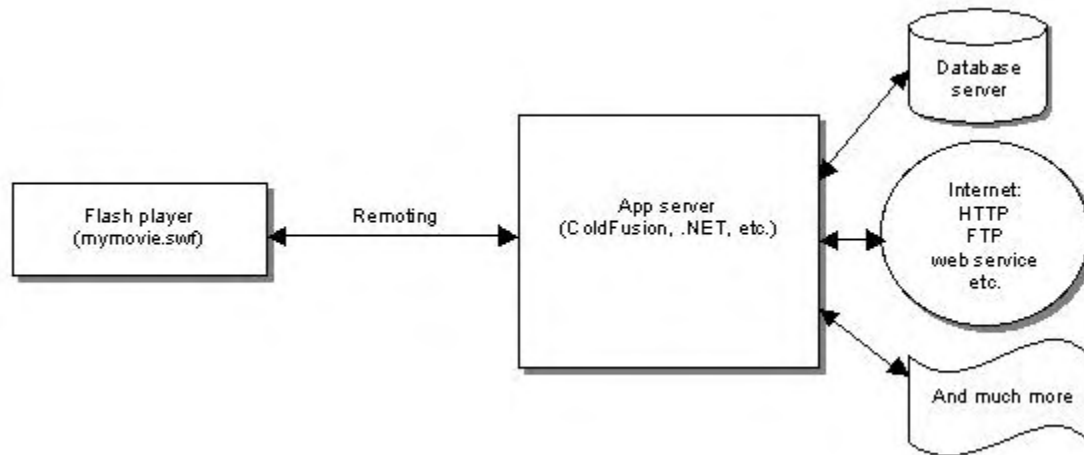 Flash player
(mymovie.swf)
Remoting
App server
(ColdFusion, .NET, etc.)
Database
server
Internet:
HTTP
FTP
web service
etc.
And much more